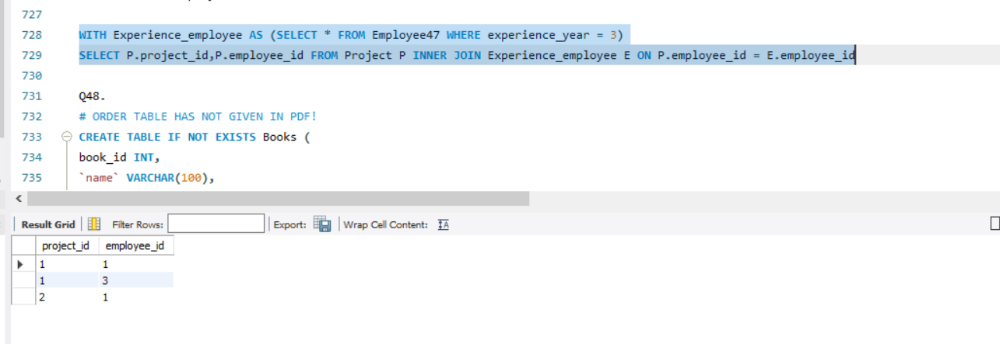 727
728 WITH Experience_employee AS (SELECT * FROM Employee47 WHERE experience_year = 3)
729 SELECT P.project_id,P.employee_id FROM Project P INNER JOIN Experience_employee E ON P.employee_id = E.employee_id
730
731 Q48.
732 # ORDER TABLE HAS NOT GIVEN IN PDF!
733 CREATE TABLE IF NOT EXISTS Books (
734 book_id INT,
735 `name` VARCHAR(100),
Result Grid Filter Rows: Export: Wrap Cell Content: IA
project_id employee_id
1 1
1 3
2 1